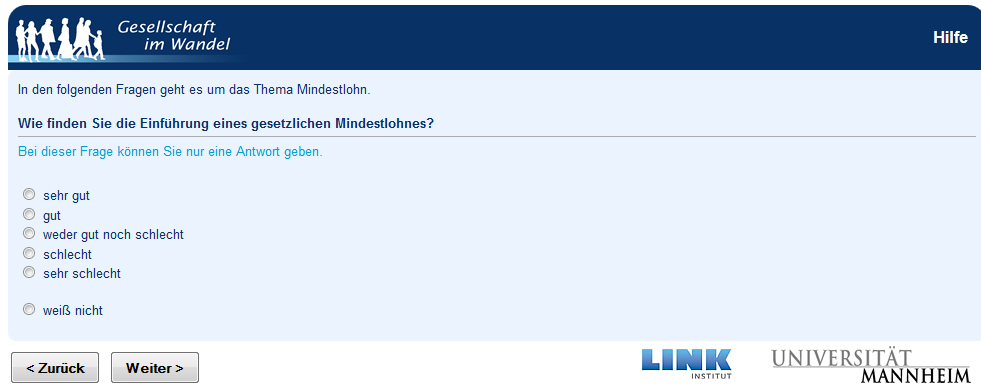 Gesellschaft
im Wandel
Hilfe
In den folgenden Fragen geht es um das Thema Mindestlohn.
Wie finden Sie die Einführung eines gesetzlichen Mindestlohnes?
Bei dieser Frage können Sie nur eine Antwort geben.
sehr gut
gut
weder gut noch schlecht
schlecht
sehr schlecht
weiß nicht
< Zurück
Weiter >
LINK
INSTITUT
UNIVERSITÄT
MANNHEIM